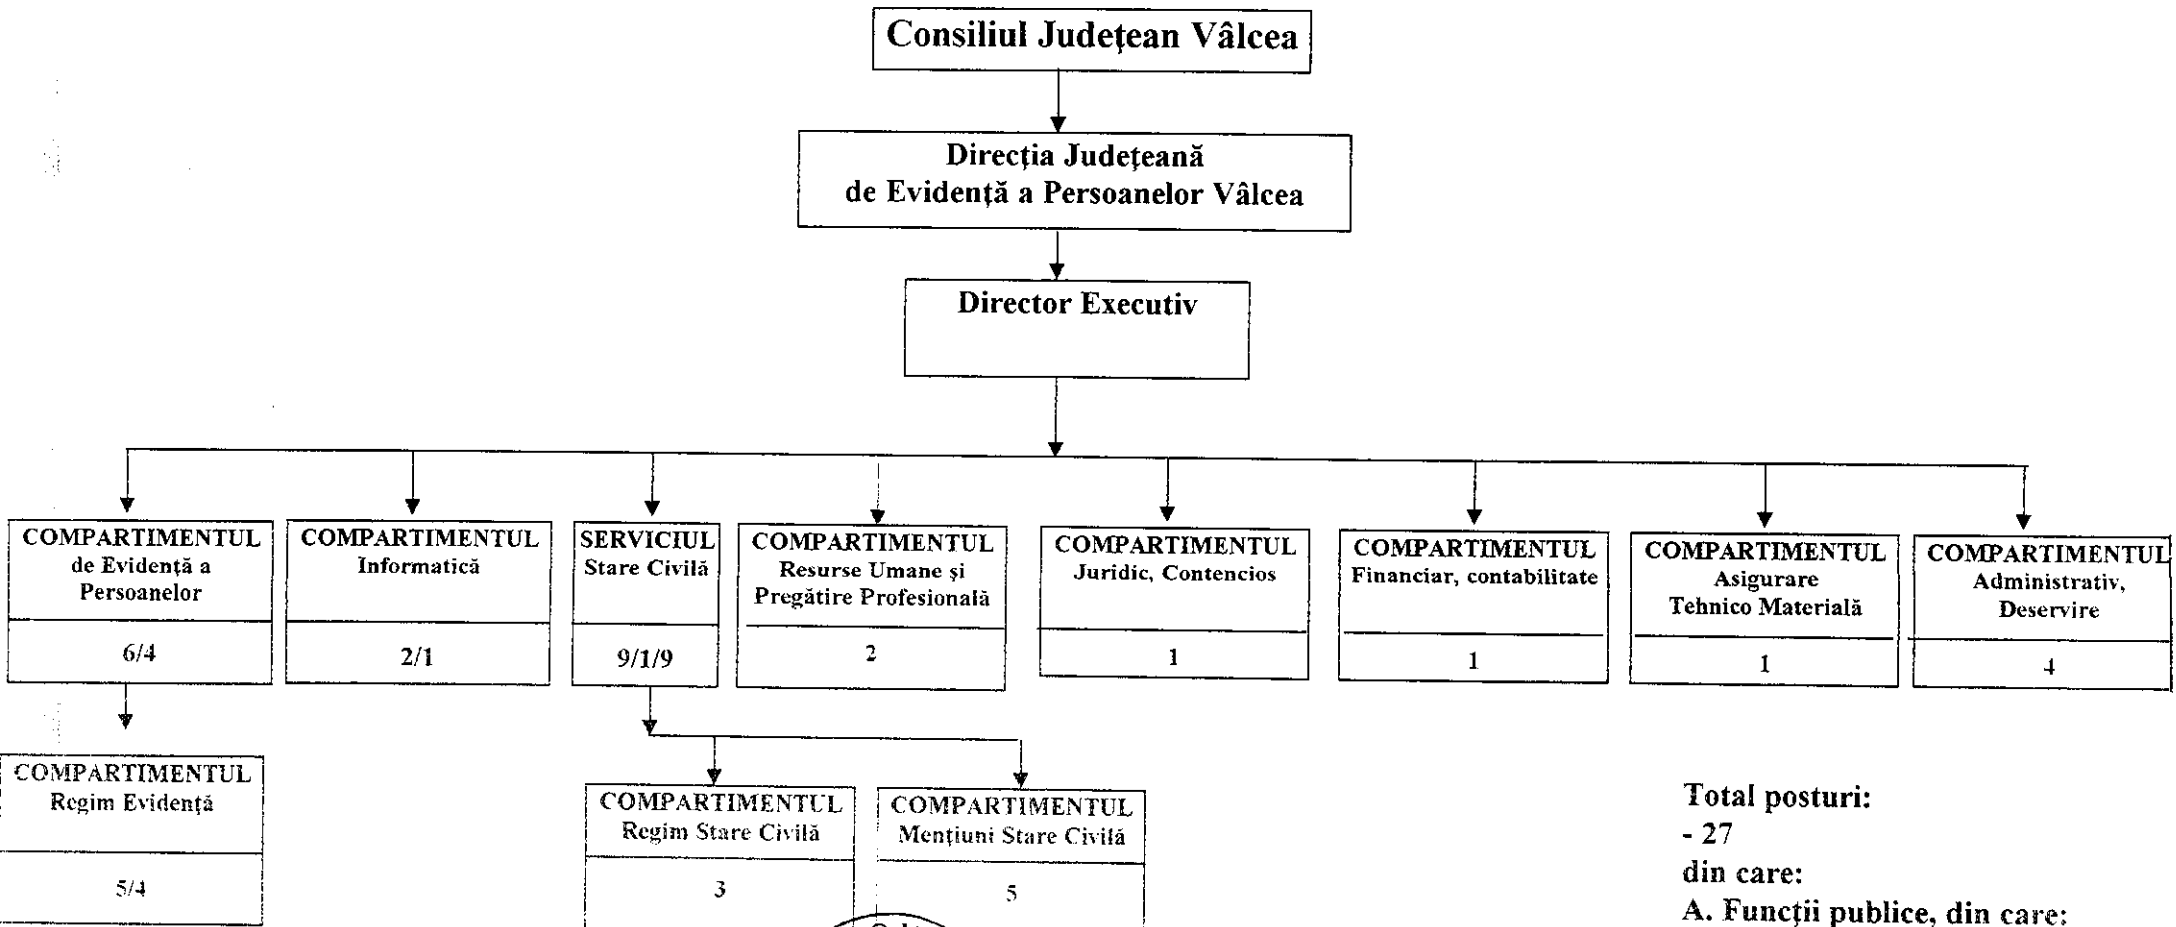 Consiliul Județean Vâlcea
Direcția Județeană
de Evidență a Persoanelor Vâlcea
Director Executiv
COMPARTIMENTUL
de Evidență a
Persoanelor
6/4
COMPARTIMENTUL
Informatică
2/1
SERVICIUL
Stare Civilă
9/1/9
COMPARTIMENTUL
Resurse Umane și
Pregătire Profesională
2
COMPARTIMENTUL
Juridic, Contencios
1
COMPARTIMENTUL
Financiar, contabilitate
1
COMPARTIMENTUL
Asigurare
Tehnico Materială
1
COMPARTIMENTUL
Administrativ,
Deservire
4
COMPARTIMENTUL
Regim Evidență
5/4
COMPARTIMENTUL
Regim Stare Civilă
3
COMPARTIMENTUL
Mențiuni Stare Civilă
5
Total posturi:
- 27
din care:
A. Funcții publice, din care: